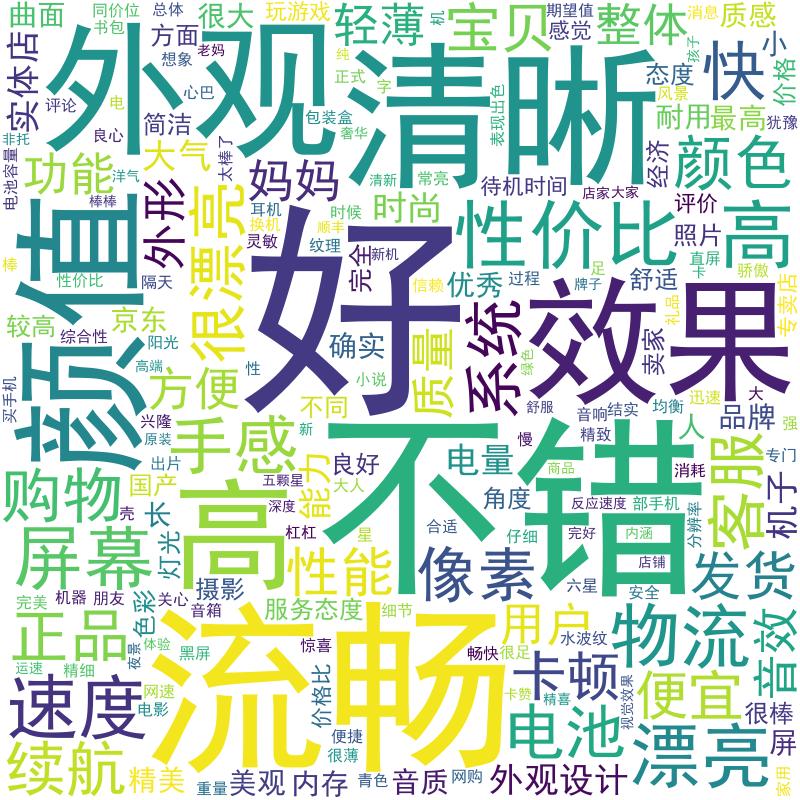 曲面
同价位
书包
总体
很大
玩游戏
机
轻薄
宝贝
期望值
感觉
整体
消息
质感
小
方面
老妈
想象
纯
正式
字
孩子
态度
快
价格
实体店
评论
电
外观
清晰
心巴
包装盒
奢华
表现出色
风景
耐用
最高
犹豫
非托
良心
简洁
电池容量
功能
大气
太棒了
洋气
棒棒
妈妈
清新
常亮
待机时间
店家
大家
经济
颜色
棒
颜值
外形
很漂亮
耳机
换机
灵敏
时候
顺丰
纹理
时尚
完全
新机
性价比
评价
照片
直屏
卡
高
骄傲
专卖店
性价比
隔天
好
信赖
优秀
过程
足
牌子
舒适
礼品
较高
综合性
京东
阳光
高端
确实
质量
系统
绿色
效果
卖家
买手机
方便
性
小说
舒服
音响
结实
均衡
迅速
大
兴隆
原装
手感
不同
新
不错
慢
精致
人
品牌
强
购物
国产
出片
五颗星
能力
良好
大人
电量
商品
消耗
客服
专门
机子
高
深度
角度
反应速度
部手机
分辨率
壳
长
灯光
杠杠
星
合适
仔细
完好
内涵
屏幕
性能
像素
店铺
发货
完美
机器
朋友
关心
摄影
音箱
服务态度
细节
六星
安全
正品
色彩
夜景
体验
黑屏
流畅
惊喜
用户
水波纹
物流
音效
运速
精细
畅快
很足
速度
网速
电影
价格比
卡顿
卡赞
精喜
视觉效果
便宜
很棒
续航
便捷
很薄
电池
漂亮
屏
精美
重量
美观
内存
青色
音质
网购
外观设计
家用